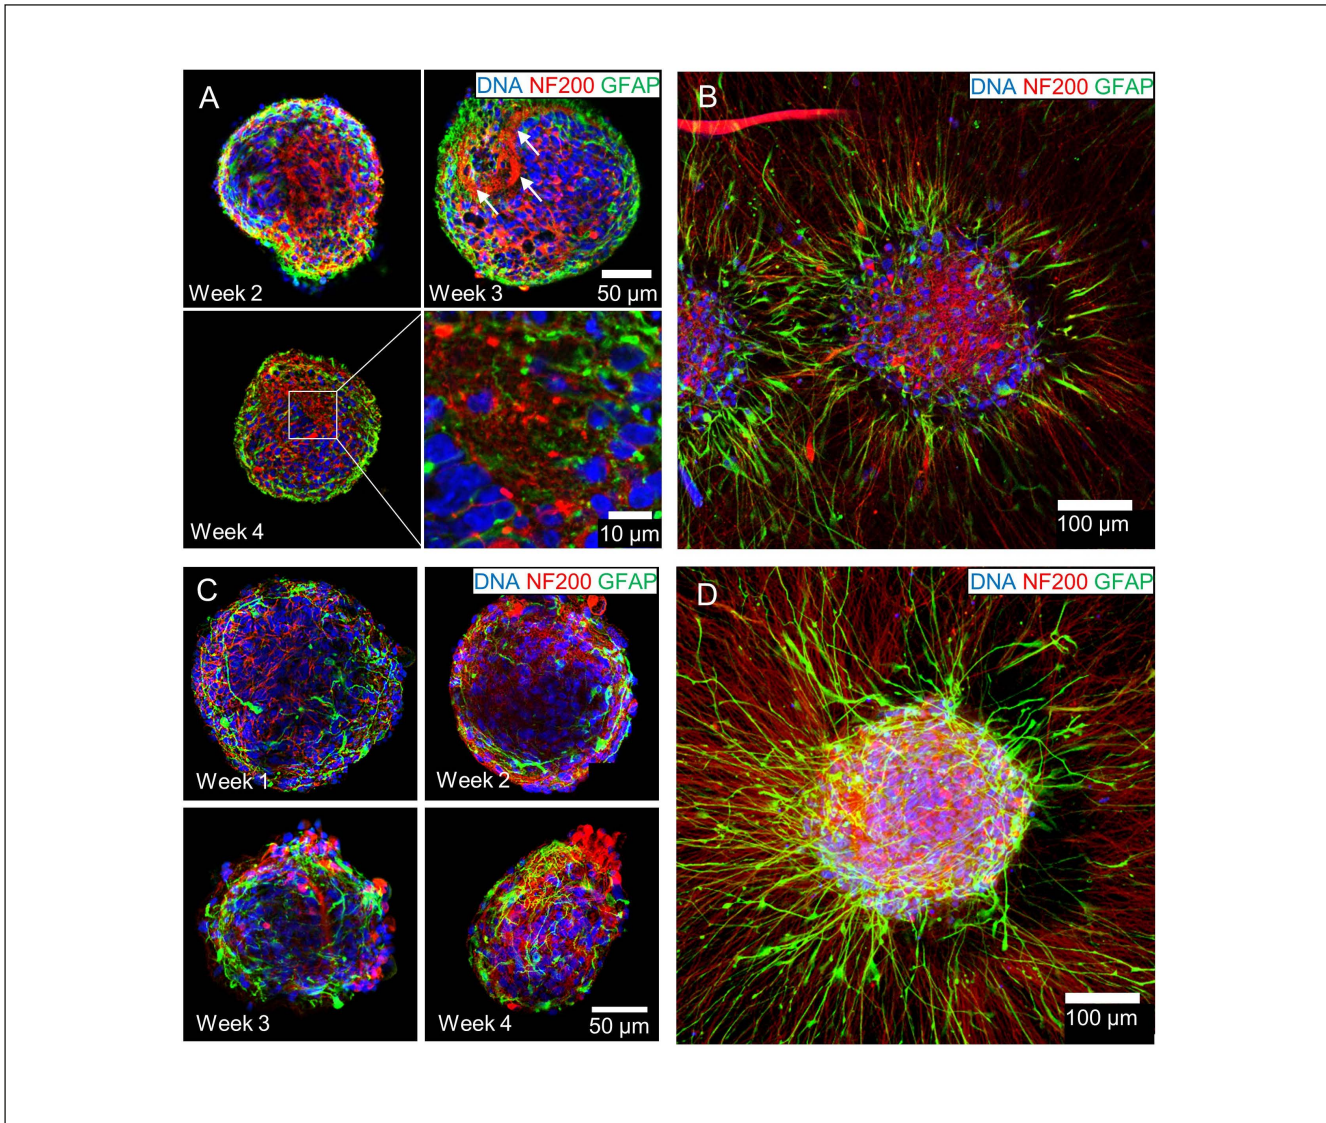 A
DNA NF200 GFAP
Week 2
Week 3
50 µm
Week 4
10 µm
B
DNA NF200 GFAP
100 µm
C
DNA NF200 GFAP
Week 1
Week 2
Week 3
Week 4
50 µm
D
DNA NF200 GFAP
100 µm